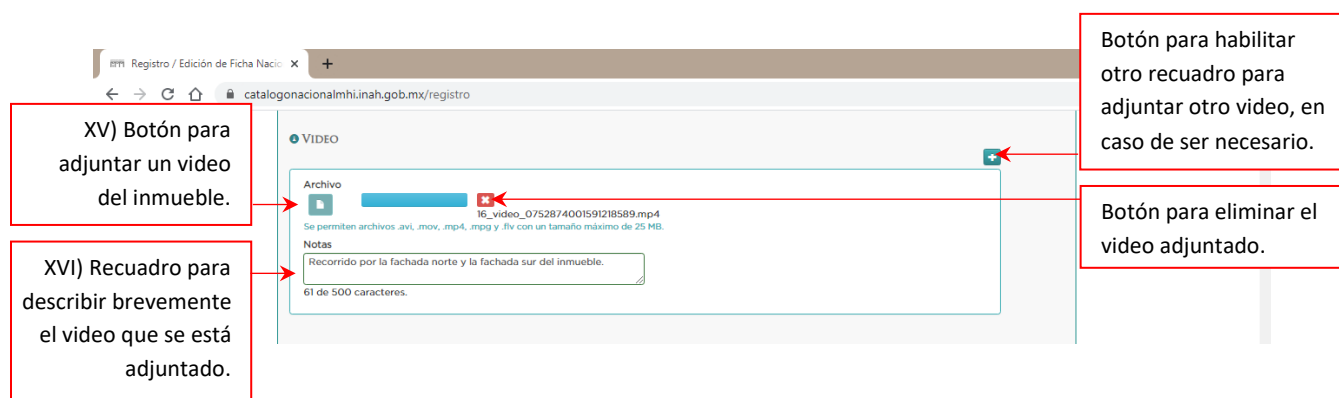 Registro / Edición de Ficha Nacio
catalogonacionalmhi.inah.gob.mx/registro
XV) Botón para
adjuntar un video
del inmueble.
XVI) Recuadro para
describir brevemente
el video que se está
adjuntado.
VIDEO
Archivo
16_video_0752874001591218589.mp4
Se permiten archivos .avi, .mov, .mp4, .mpg y .flv con un tamaño máximo de 25 MB.
Notas
Recorrido por la fachada norte y la fachada sur del inmueble.
61 de 500 caracteres.
Botón para habilitar
otro recuadro para
adjuntar otro video, en
caso de ser necesario.
Botón para eliminar el
video adjuntado.